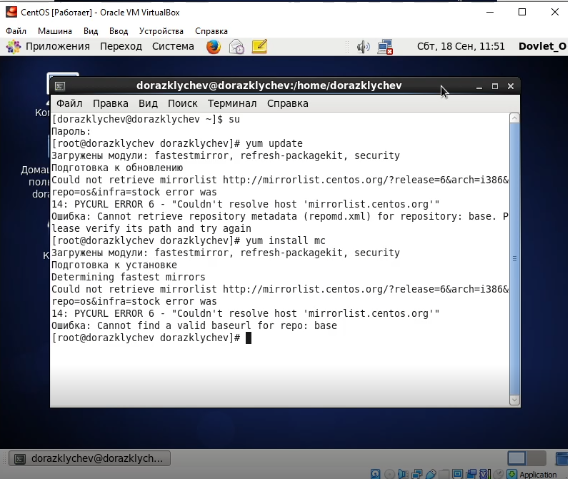 CentOS [Работает] - Oracle VM VirtualBox
Файл Машина Вид Ввод Устройства Справка
Приложения Переход Система Сбт, 18 Сен, 11:51 Dovlet_O
dorazklychev@dorazklychev:/home/dorazklychev
Файл Правка Вид Поиск Терминал Справка
[dorazklychev@dorazklychev ~]$ su
Пароль:
[root@dorazklychev dorazklychev]# yum update
Загружены модули: fastestmirror, refresh-packagekit, security
Подготовка к обновлению
Could not retrieve mirrorlist http://mirrorlist.centos.org/?release=6&arch=i386&
repo=os&infra=stock error was
14: PYCURL ERROR 6 - "Couldn't resolve host 'mirrorlist.centos.org'"
Ошибка: Cannot retrieve repository metadata (repomd.xml) for repository: base. P
lease verify its path and try again
[root@dorazklychev dorazklychev]# yum install mc
Загружены модули: fastestmirror, refresh-packagekit, security
Подготовка к установке
Determining fastest mirrors
Could not retrieve mirrorlist http://mirrorlist.centos.org/?release=6&arch=i386&
repo=os&infra=stock error was
14: PYCURL ERROR 6 - "Couldn't resolve host 'mirrorlist.centos.org'"
Ошибка: Cannot find a valid baseurl for repo: base
[root@dorazklychev dorazklychev]#
Ко
Дома
пол
dora
К
dorazklychev@dorazklych...
Application